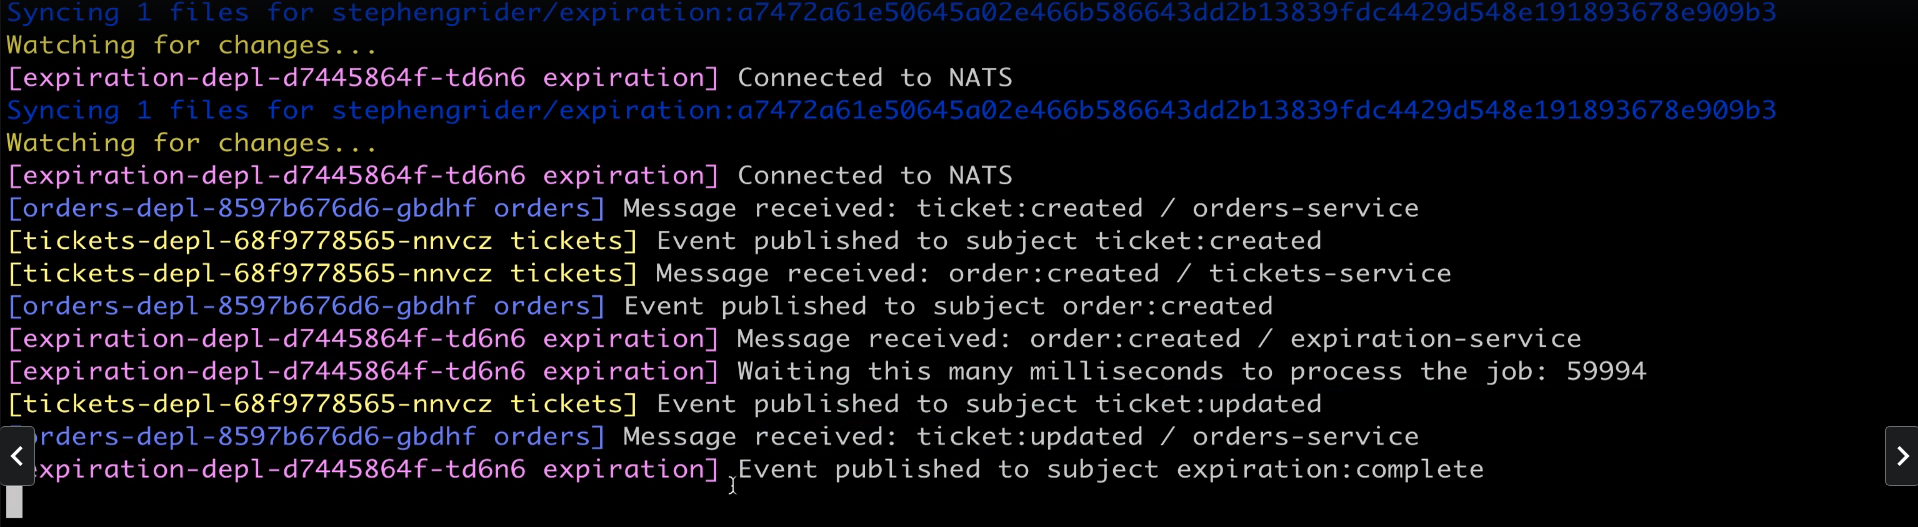 Syncing 1 files for stephengrider/expiration:a7472a61e50645a02e466b586643dd2b13839fdc4429d548e191893678e909b3
Watching for changes...
[expiration-depl-d7445864f-td6n6 expiration] Connected to NATS
Syncing 1 files for stephengrider/expiration:a7472a61e50645a02e466b586643dd2b13839fdc4429d548e191893678e909b3
Watching for changes...
[expiration-depl-d7445864f-td6n6 expiration] Connected to NATS
[orders-depl-8597b676d6-gbdhf orders] Message received: ticket:created / orders-service
[tickets-depl-68f9778565-nnvcz tickets] Event published to subject ticket:created
[tickets-depl-68f9778565-nnvcz tickets] Message received: order:created / tickets-service
[orders-depl-8597b676d6-gbdhf orders] Event published to subject order:created
[expiration-depl-d7445864f-td6n6 expiration] Message received: order:created / expiration-service
[expiration-depl-d7445864f-td6n6 expiration] Waiting this many milliseconds to process the job: 59994
[tickets-depl-68f9778565-nnvcz tickets] Event published to subject ticket:updated
orders-depl-8597b676d6-gbdhf orders] Message received: ticket:updated / orders-service
expiration-depl-d7445864f-td6n6 expiration] Event published to subject expiration:complete